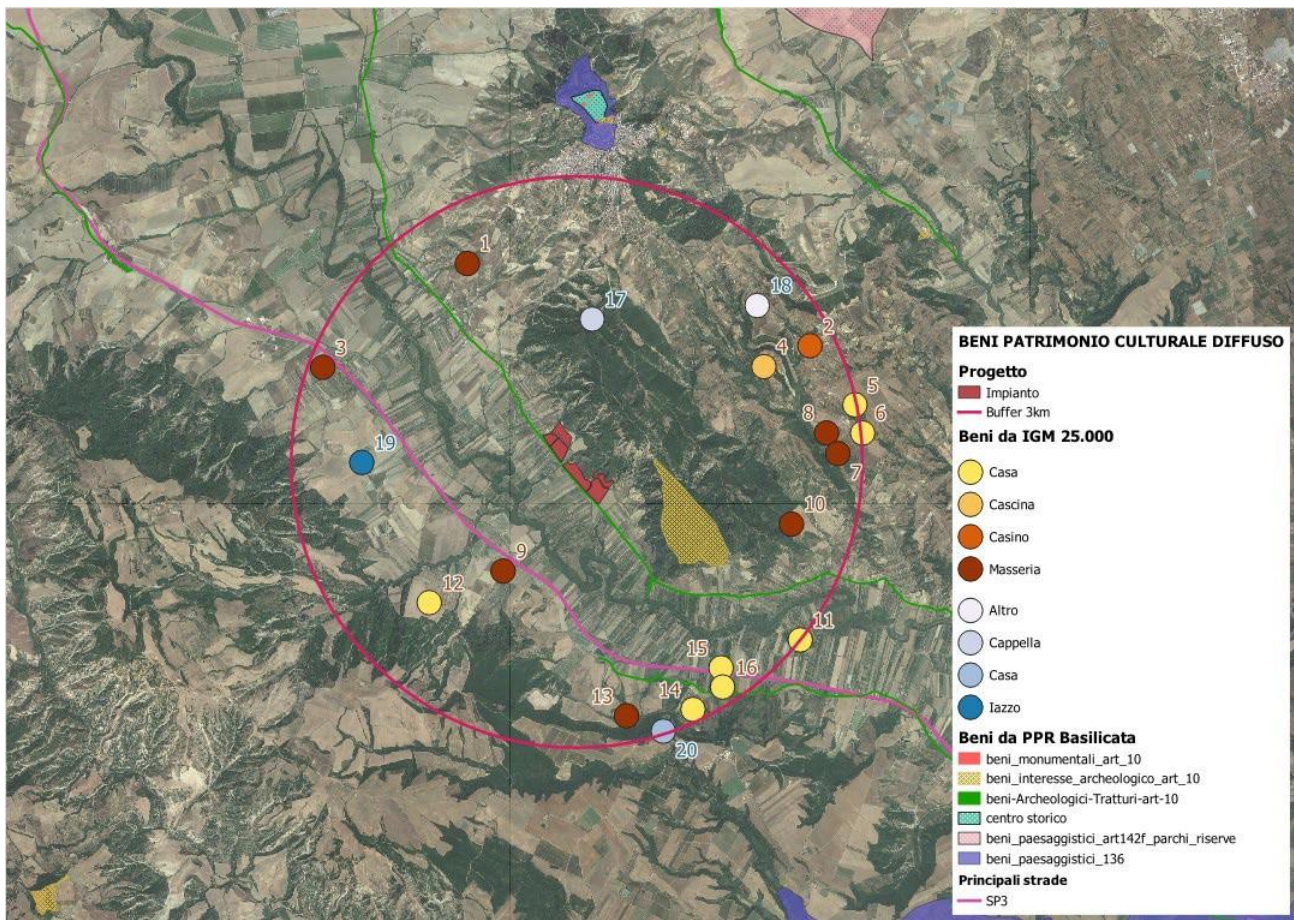 1
17
18
2
3
4
5
8
6
19
7
10
9
12
11
15
16
14
13
20
BENI PATRIMONIO CULTURALE DIFFUSO
Progetto
Impianto
Buffer 3km
Beni da IGM 25.000
Casa
Cascina
Casino
Masseria
Altro
Cappella
Casa
Iazzo
Beni da PPR Basilicata
beni_monumentali_art_10
beni_interesse_archeologico_art_10
beni-Archeologici-Tratturi-art-10
centro storico
beni_paesaggistici_art142f_parchi_riserve
beni_paesaggistici_136
Principali strade
SP3